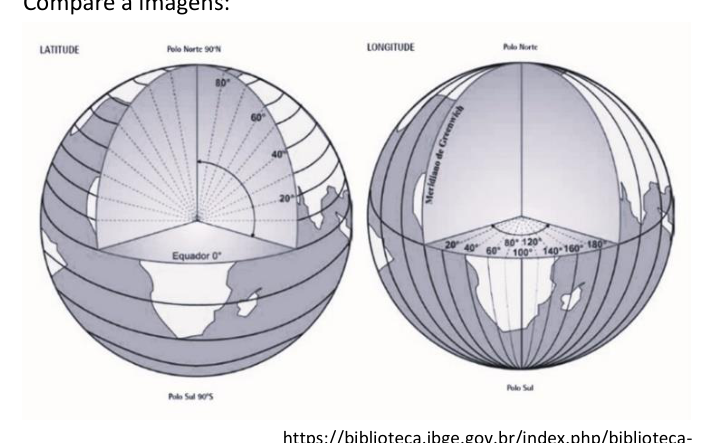 Compare a imagens:
LATITUDE
Polo Norte 90°N
80°
60°
40°
20°
Equador 0°
Polo Sul 90°S
LONGITUDE
Polo Norte
Meridiano de Greenwich
20° 40° 60° 80° 100° 120° 140° 160° 180°
Polo Sul
https://biblioteca.ibge.gov.br/index.php/biblioteca-